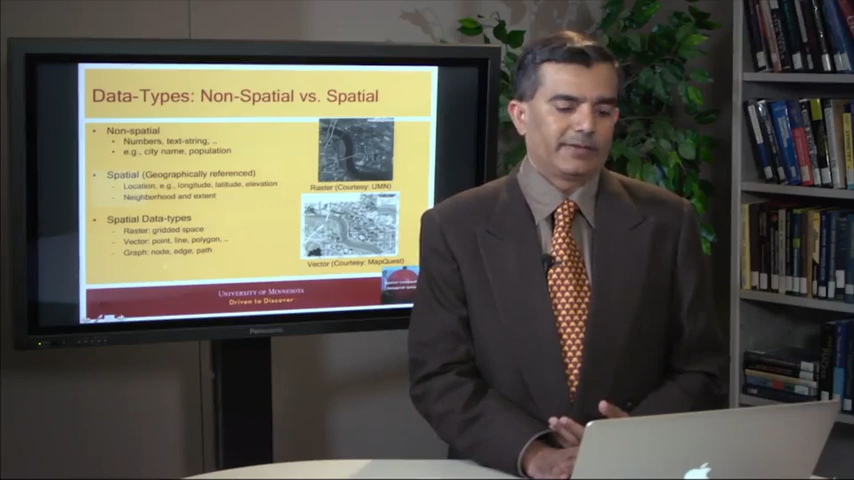 Data-Types: Non-Spatial vs. Spatial
• Non-spatial
• Numbers, text-string, ..
• e.g., city name, population
• Spatial (Geographically referenced)
- Location, e.g., longitude, latitude, elevation
- Neighborhood and extent
• Spatial Data-types
- Raster: gridded space
- Vector: point, line, polygon, ..
- Graph: node, edge, path
Raster (Courtesy: UMN)
Vector (Courtesy: MapQuest)
UNIVERSITY OF MINNESOTA
Driven to Discover
Panasonic